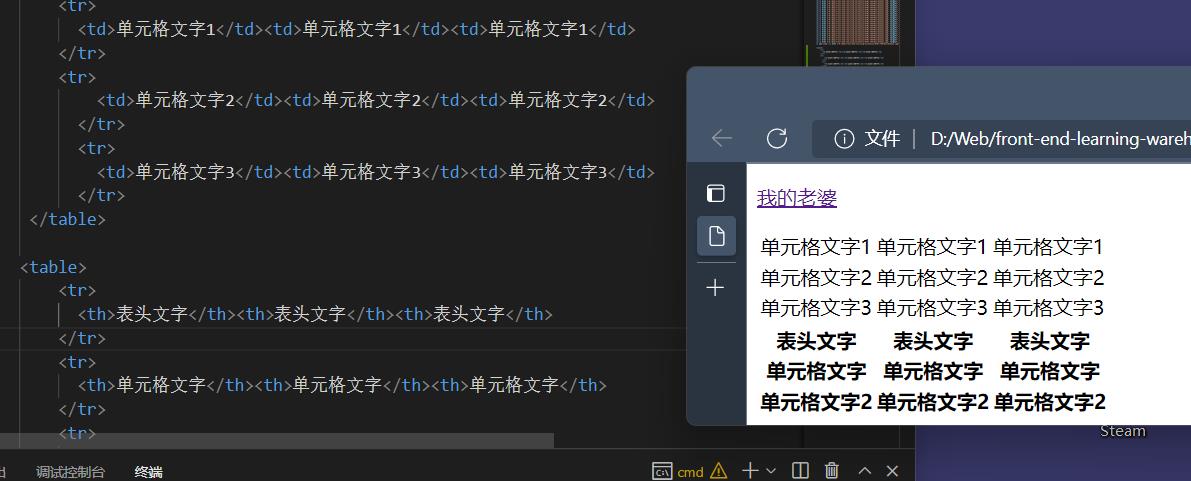 <tr>
<td>单元格文字1</td><td>单元格文字1</td><td>单元格文字1</td>
</tr>
<tr>
<td>单元格文字2</td><td>单元格文字2</td><td>单元格文字2</td>
</tr>
<tr>
<td>单元格文字3</td><td>单元格文字3</td><td>单元格文字3</td>
</tr>
</table>
<table>
<tr>
<th>表头文字</th><th>表头文字</th><th>表头文字</th>
</tr>
<tr>
<th>单元格文字</th><th>单元格文字</th><th>单元格文字</th>
</tr>
<tr>
调试控制台 终端
cmd
文件 | D:/Web/front-end-learning-wareh
我的老婆
单元格文字1 单元格文字1 单元格文字1
单元格文字2 单元格文字2 单元格文字2
单元格文字3 单元格文字3 单元格文字3
表头文字 表头文字 表头文字
单元格文字 单元格文字 单元格文字
单元格文字2 单元格文字2 单元格文字2
Steam